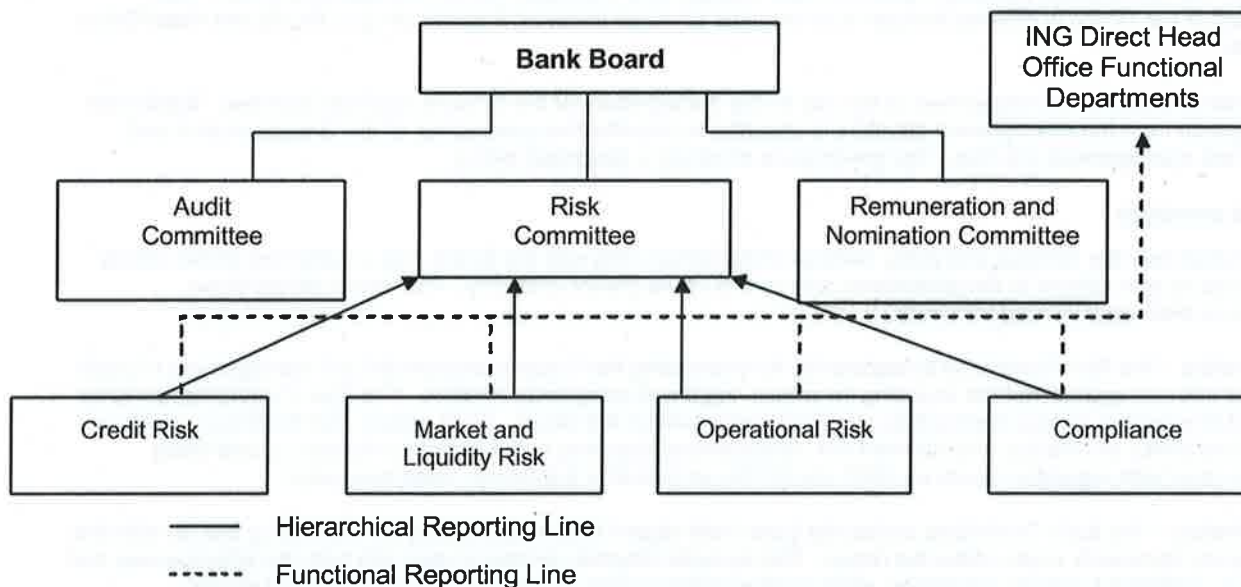 Bank Board
ING Direct Head
Office Functional
Departments
Audit
Committee
Risk
Committee
Remuneration and
Nomination Committee
Credit Risk
Market and
Liquidity Risk
Operational Risk
Compliance
Hierarchical Reporting Line
Functional Reporting Line